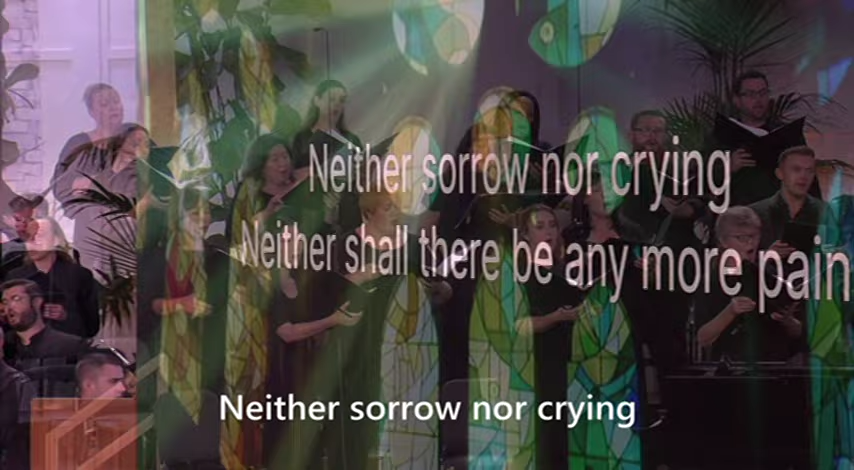 Neither sorrow nor crying
Neither shall there be any more pain
Neither sorrow nor crying